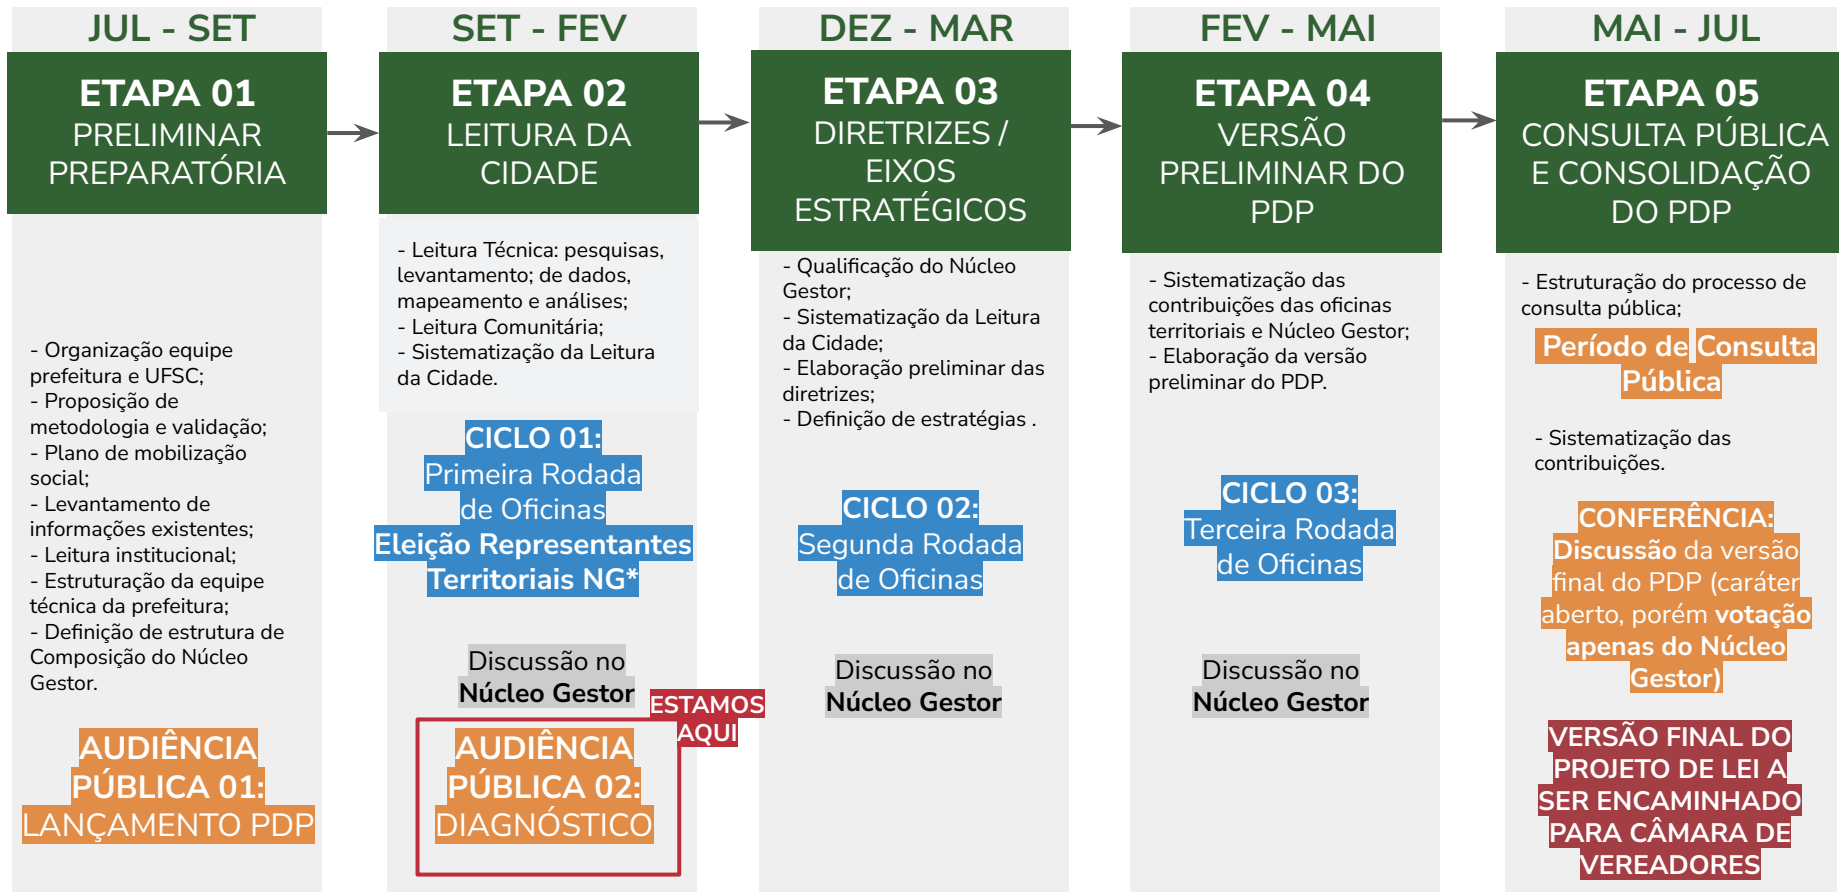 JUL - SET
ETAPA 01
PRELIMINAR
PREPARATÓRIA
- Organização equipe
prefeitura e UFSC;
- Proposição de
metodologia e validação;
- Plano de mobilização
social;
- Levantamento de
informações existentes;
- Leitura institucional;
- Estruturação da equipe
técnica da prefeitura;
- Definição de estrutura de
Composição do Núcleo
Gestor.
AUDIÊNCIA
PÚBLICA 01:
LANÇAMENTO PDP
SET - FEV
ETAPA 02
LEITURA DA
CIDADE
- Leitura Técnica: pesquisas,
levantamento; de dados,
mapeamento e análises;
- Leitura Comunitária;
- Sistematização da Leitura
da Cidade.
CICLO 01:
Primeira Rodada
de Oficinas
Eleição Representantes
Territoriais NG*
Discussão no
Núcleo Gestor
ESTAMOS
AQUI
AUDIÊNCIA
PÚBLICA 02:
DIAGNÓSTICO
DEZ - MAR
ETAPA 03
DIRETRIZES /
EIXOS
ESTRATÉGICOS
- Qualificação do Núcleo
Gestor;
- Sistematização da Leitura
da Cidade;
- Elaboração preliminar das
diretrizes;
- Definição de estratégias .
CICLO 02:
Segunda Rodada
de Oficinas
Discussão no
Núcleo Gestor
FEV - MAI
ETAPA 04
VERSÃO
PRELIMINAR DO
PDP
- Sistematização das
contribuições das oficinas
territoriais e Núcleo Gestor;
- Elaboração da versão
preliminar do PDP.
CICLO 03:
Terceira Rodada
de Oficinas
Discussão no
Núcleo Gestor
MAI - JUL
ETAPA 05
CONSULTA PÚBLICA
E CONSOLIDAÇÃO
DO PDP
- Estruturação do processo de
consulta pública;
Período de Consulta
Pública
- Sistematização das
contribuições.
CONFERÊNCIA:
Discussão da versão
final do PDP (caráter
aberto, porém votação
apenas do Núcleo
Gestor)
VERSÃO FINAL DO
PROJETO DE LEI A
SER ENCAMINHADO
PARA CÂMARA DE
VEREADORES